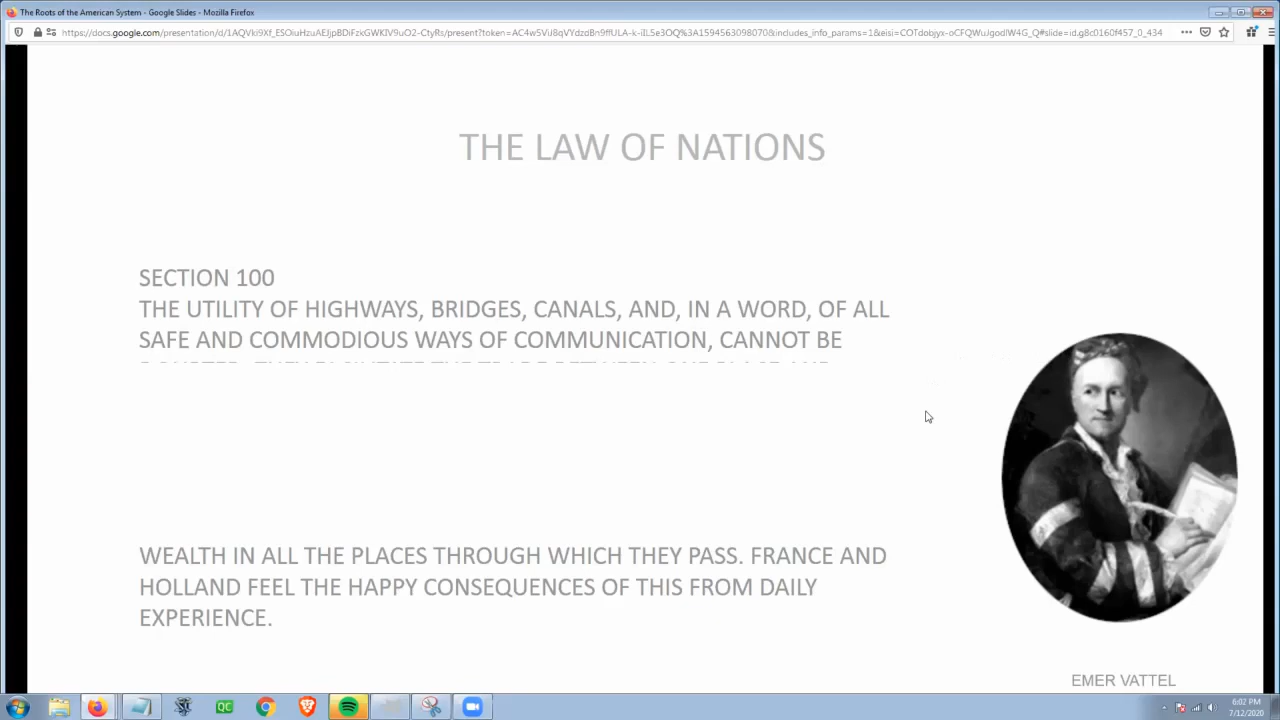 The Roots of the American System - Google Slides - Mozilla Firefox
THE LAW OF NATIONS
SECTION 100
THE UTILITY OF HIGHWAYS, BRIDGES, CANALS, AND, IN A WORD, OF ALL
SAFE AND COMMODIOUS WAYS OF COMMUNICATION, CANNOT BE
WEALTH IN ALL THE PLACES THROUGH WHICH THEY PASS. FRANCE AND
HOLLAND FEEL THE HAPPY CONSEQUENCES OF THIS FROM DAILY
EXPERIENCE.
EMER VATTEL
QC
6:02 PM
7/12/2020